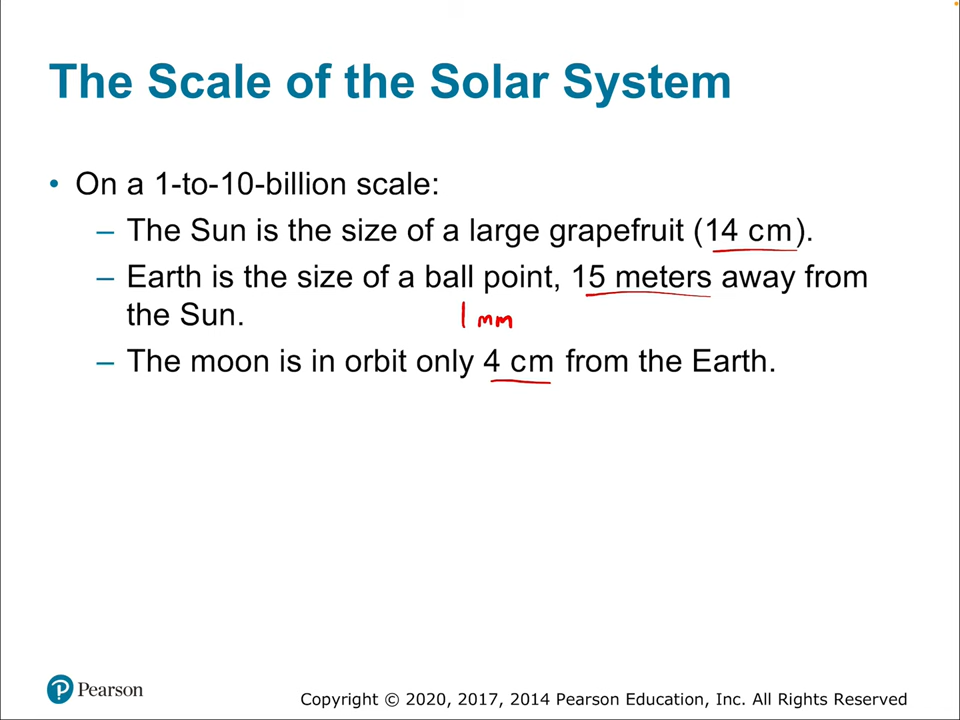 The Scale of the Solar System
• On a 1-to-10-billion scale:
– The Sun is the size of a large grapefruit (14 cm).
– Earth is the size of a ball point, 15 meters away from
the Sun.
1 mm
– The moon is in orbit only 4 cm from the Earth.
Pearson
Copyright © 2020, 2017, 2014 Pearson Education, Inc. All Rights Reserved